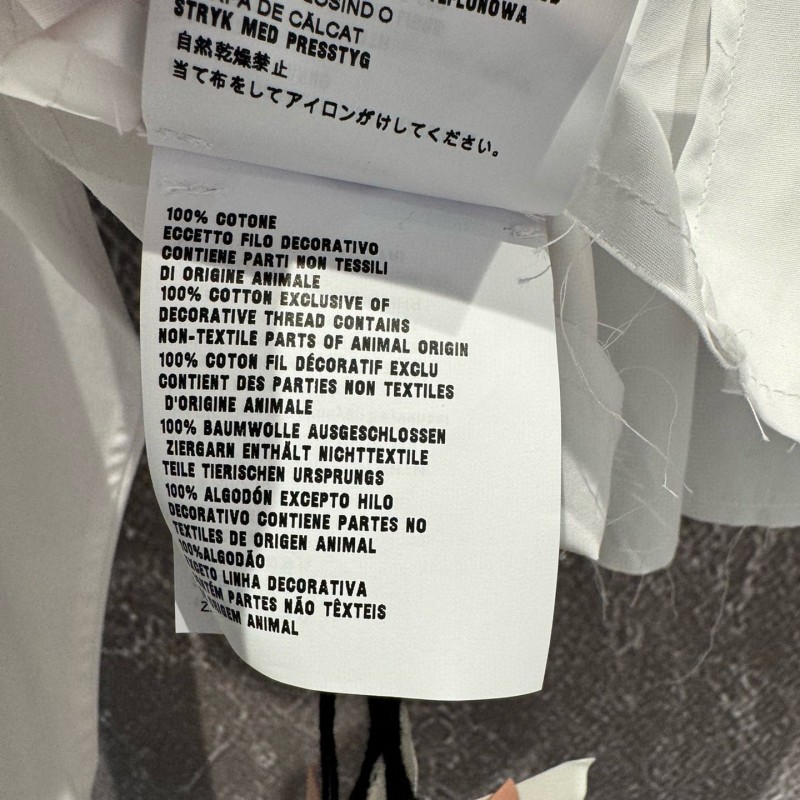 STRYK MED PRESSTYG
自然乾燥禁止
当て布をしてアイロンがけしてください。
100% COTONE
ECCETTO FILO DECORATIVO
CONTIENE PARTI NON TESSILI
DI ORIGINE ANIMALE
100% COTTON EXCLUSIVE OF
DECORATIVE THREAD CONTAINS
NON-TEXTILE PARTS OF ANIMAL ORIGIN
100% COTON FIL DÉCORATIF EXCLU
CONTIENT DES PARTIES NON TEXTILES
D'ORIGINE ANIMALE
100% BAUMWOLLE AUSGESCHLOSSEN
ZIERGARN ENTHÄLT NICHTTEXTILE
TEILE TIERISCHEN URSPRUNGS
100% ALGODÓN EXCEPTO HILO
DECORATIVO CONTIENE PARTES NO
TEXTILES DE ORIGEN ANIMAL
100%ALGODÃO
LINHA DECORATIVA
PARTES NÃO TÊXTEIS
ANIMAL